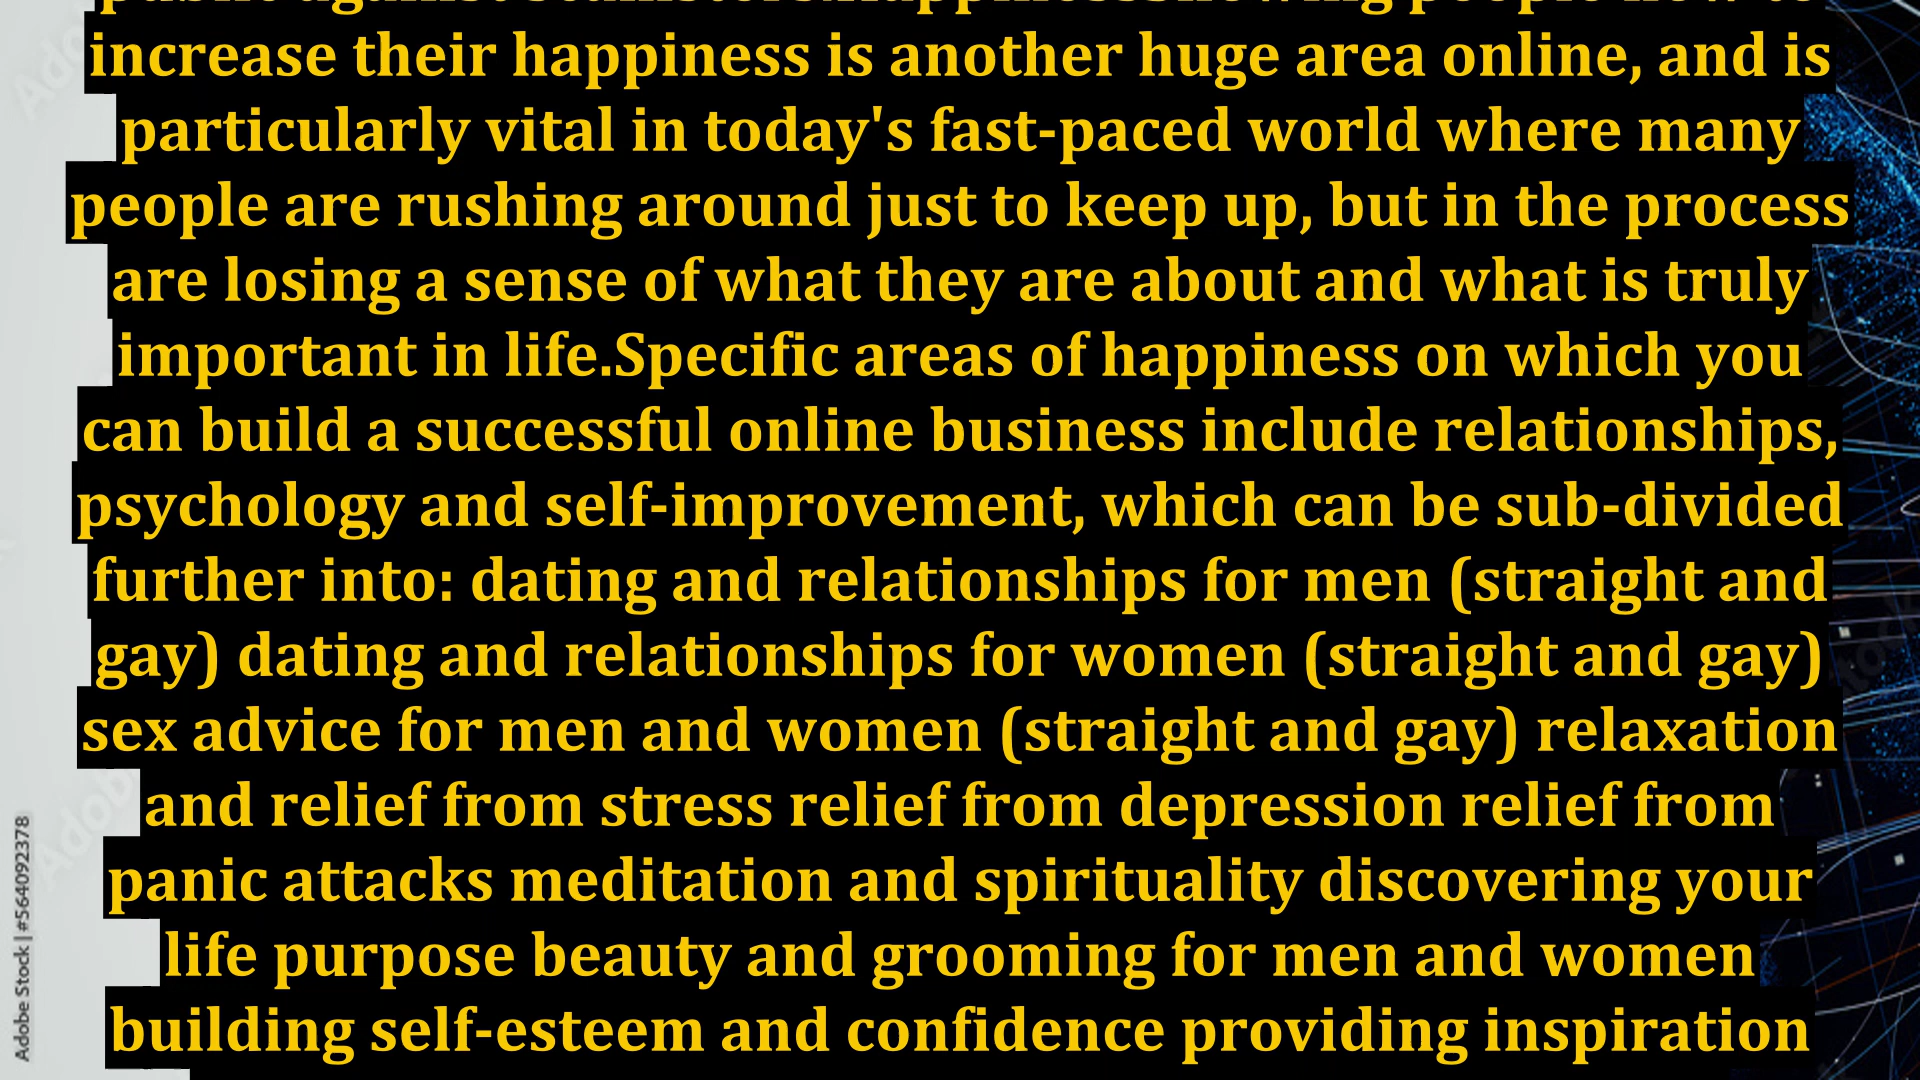 increase their happiness is another huge area online, and is
particularly vital in today's fast-paced world where many
people are rushing around just to keep up, but in the process
are losing a sense of what they are about and what is truly
important in life.Specific areas of happiness on which you
can build a successful online business include relationships,
psychology and self-improvement, which can be sub-divided
further into: dating and relationships for men (straight and
gay) dating and relationships for women (straight and gay)
sex advice for men and women (straight and gay) relaxation
and relief from stress relief from depression relief from
panic attacks meditation and spirituality discovering your
life purpose beauty and grooming for men and women
building self-esteem and confidence providing inspiration
Adobe Stock | #564092378